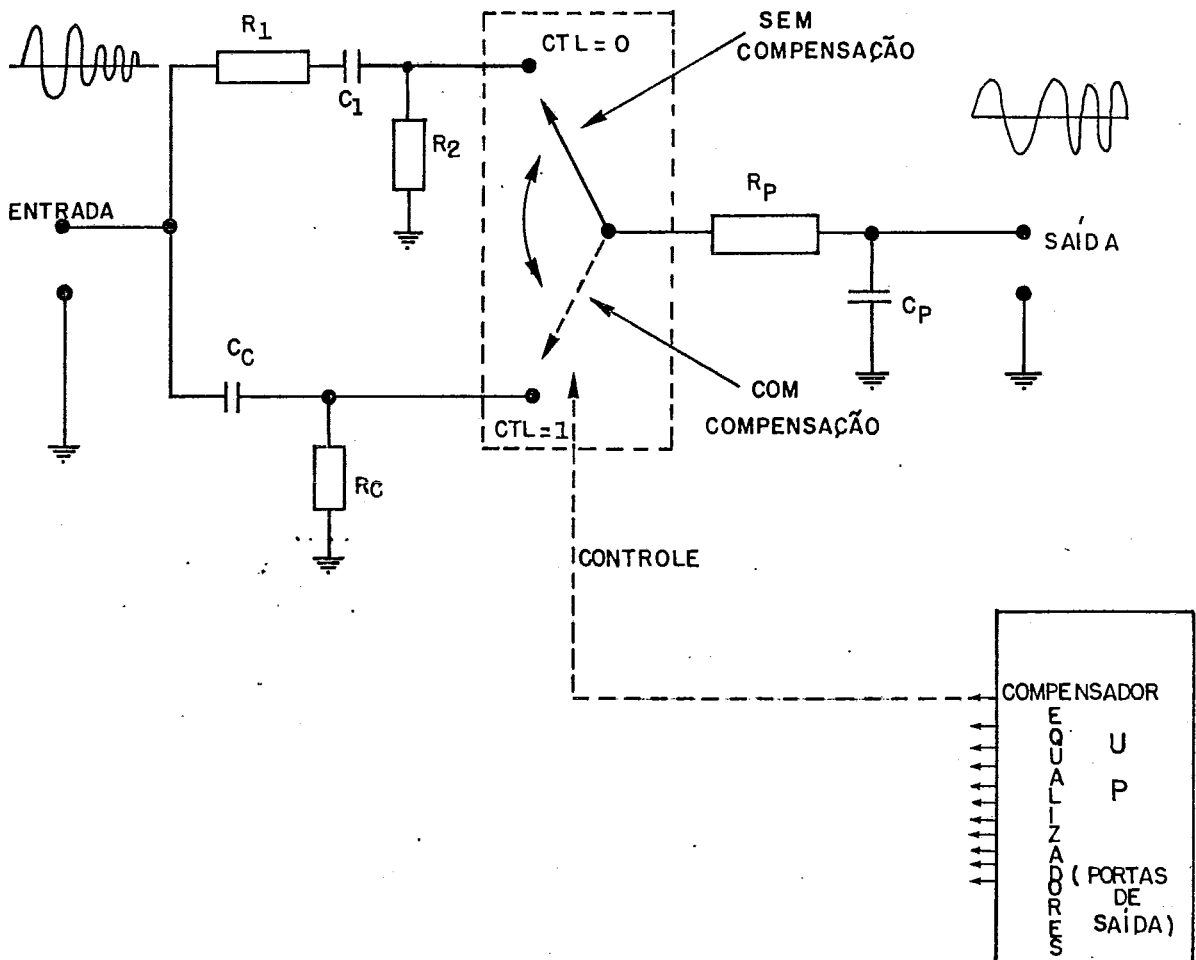 R1
C1
R2
CTL=0
SEM
COMPENSAÇÃO
ENTRADA
RP
SAÍDA
CP
CC
RC
CTL=1
COM
COMPENSAÇÃO
CONTROLE
COMPENSADOR
EQUALIZADORES
U
P
(PORTAS
DE
SAÍDA)